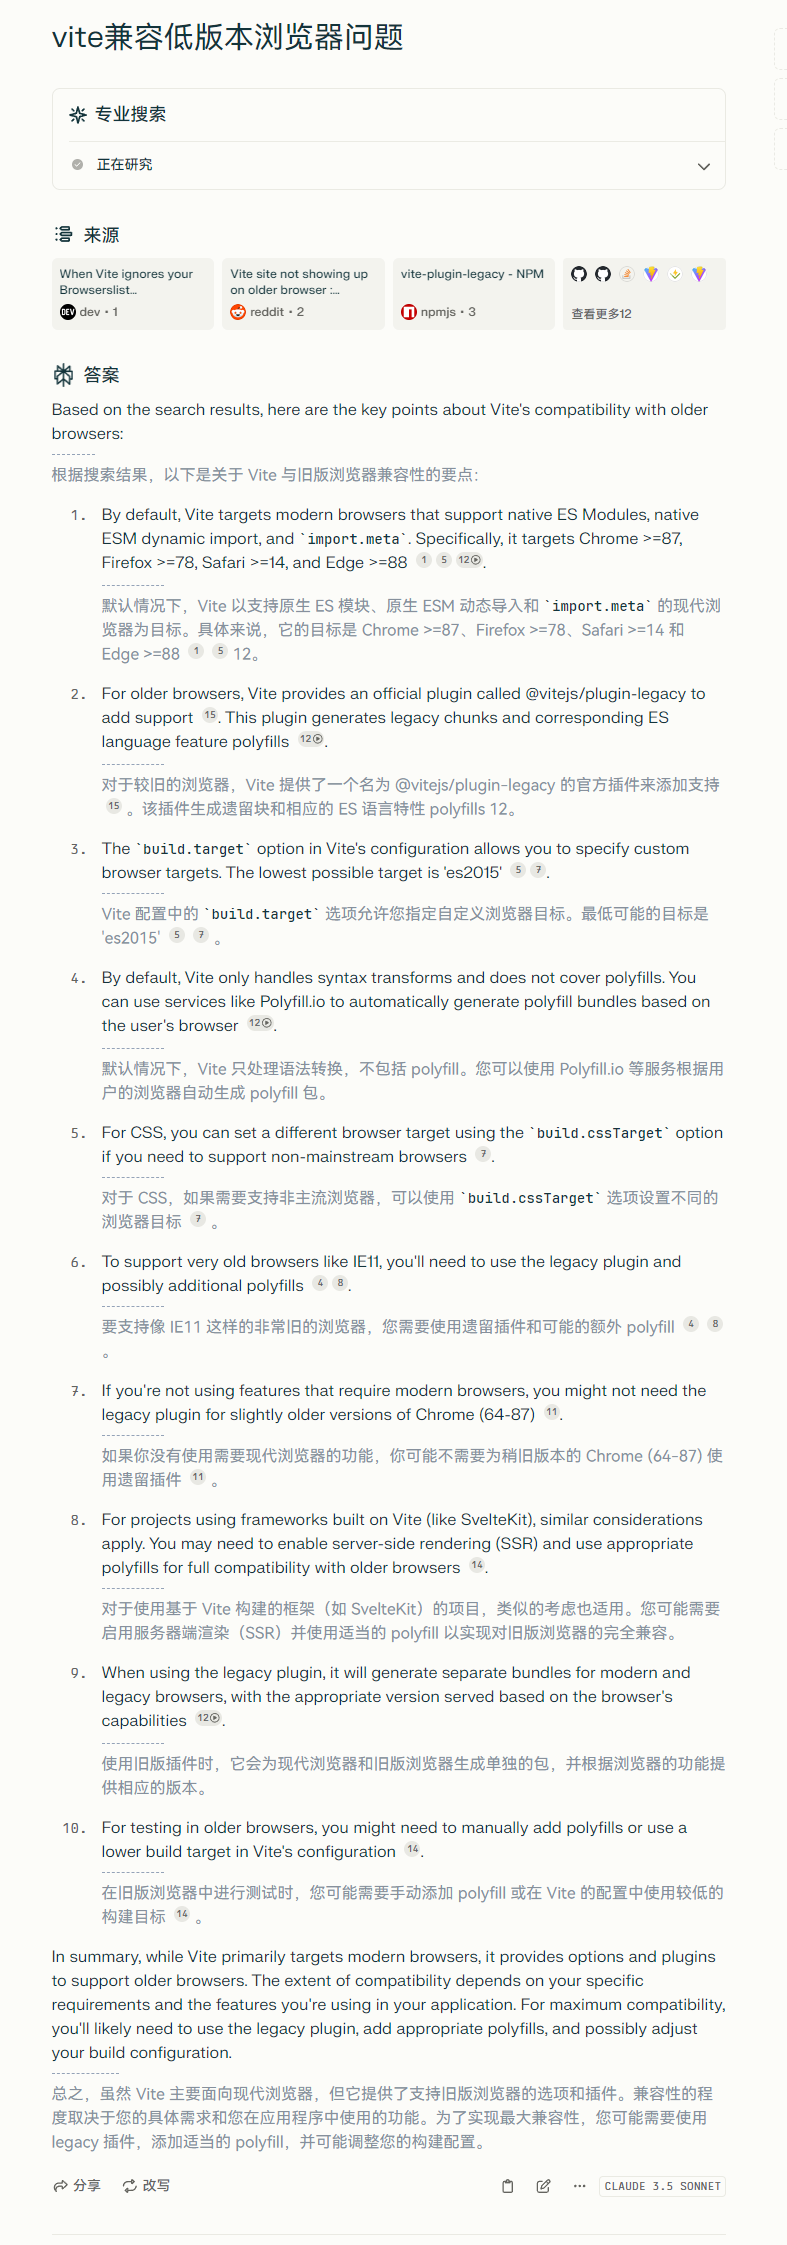 vite兼容低版本浏览器问题
专业搜索
正在研究
来源
When Vite ignores your
Browserslist…
dev • 1
Vite site not showing up
on older browser :…
reddit • 2
vite-plugin-legacy - NPM
npmjs • 3
查看更多12
答案
Based on the search results, here are the key points about Vite's compatibility with older
browsers:
根据搜索结果，以下是关于 Vite 与旧版浏览器兼容性的要点：
1. By default, Vite targets modern browsers that support native ES Modules, native
ESM dynamic import, and `import.meta`. Specifically, it targets Chrome >=87,
Firefox >=78, Safari >=14, and Edge >=88 1 5 12.
默认情况下，Vite 以支持原生 ES 模块、原生 ESM 动态导入和 `import.meta` 的现代浏
览器为目标。具体来说，它的目标是 Chrome >=87、Firefox >=78、Safari >=14 和
Edge >=88 1 5 12。
2. For older browsers, Vite provides an official plugin called @vitejs/plugin-legacy to
add support 15. This plugin generates legacy chunks and corresponding ES
language feature polyfills 12.
对于较旧的浏览器，Vite 提供了一个名为 @vitejs/plugin-legacy 的官方插件来添加支持
15 。该插件生成遗留块和相应的 ES 语言特性 polyfills 12。
3. The `build.target` option in Vite's configuration allows you to specify custom
browser targets. The lowest possible target is 'es2015' 5 7.
Vite 配置中的 `build.target` 选项允许您指定自定义浏览器目标。最低可能的目标是
'es2015' 5 7 。
4. By default, Vite only handles syntax transforms and does not cover polyfills. You
can use services like Polyfill.io to automatically generate polyfill bundles based on
the user's browser 12.
默认情况下，Vite 只处理语法转换，不包括 polyfill。您可以使用 Polyfill.io 等服务根据用
户的浏览器自动生成 polyfill 包。
5. For CSS, you can set a different browser target using the `build.cssTarget` option
if you need to support non-mainstream browsers 7.
对于 CSS，如果需要支持非主流浏览器，可以使用 `build.cssTarget` 选项设置不同的
浏览器目标 7 。
6. To support very old browsers like IE11, you'll need to use the legacy plugin and
possibly additional polyfills 4 8.
要支持像 IE11 这样的非常旧的浏览器，您需要使用遗留插件和可能的额外 polyfill 4 8
。
7. If you're not using features that require modern browsers, you might not need the
legacy plugin for slightly older versions of Chrome (64-87) 11.
如果你没有使用需要现代浏览器的功能，你可能不需要为稍旧版本的 Chrome (64-87) 使
用遗留插件 11 。
8. For projects using frameworks built on Vite (like SvelteKit), similar considerations
apply. You may need to enable server-side rendering (SSR) and use appropriate
polyfills for full compatibility with older browsers 14.
对于使用基于 Vite 构建的框架（如 SvelteKit）的项目，类似的考虑也适用。您可能需要
启用服务器端渲染（SSR）并使用适当的 polyfill 以实现对旧版浏览器的完全兼容。
9. When using the legacy plugin, it will generate separate bundles for modern and
legacy browsers, with the appropriate version served based on the browser's
capabilities 12.
使用旧版插件时，它会为现代浏览器和旧版浏览器生成单独的包，并根据浏览器的功能提
供相应的版本。
10. For testing in older browsers, you might need to manually add polyfills or use a
lower build target in Vite's configuration 14.
在旧版浏览器中进行测试时，您可能需要手动添加 polyfill 或在 Vite 的配置中使用较低的
构建目标 14 。
In summary, while Vite primarily targets modern browsers, it provides options and plugins
to support older browsers. The extent of compatibility depends on your specific
requirements and the features you're using in your application. For maximum compatibility,
you'll likely need to use the legacy plugin, add appropriate polyfills, and possibly adjust
your build configuration.
总之，虽然 Vite 主要面向现代浏览器，但它提供了支持旧版浏览器的选项和插件。兼容性的程
度取决于您的具体需求和您在应用程序中使用的功能。为了实现最大兼容性，您可能需要使用
legacy 插件，添加适当的 polyfill，并可能调整您的构建配置。
分享 改写 CLAUDE 3.5 SONNET